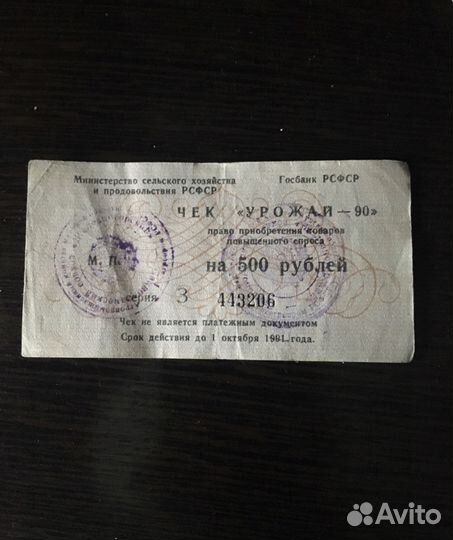 Министерство сельского хозяйства
и продовольствия РСФСР
Госбанк РСФСР
ЧЕК «УРОЖАЙ—90»
право приобретения товаров
повышенного спроса
М. П.
на 500 рублей
серия З 443206
Чек не является платежным документом
Срок действия до 1 октября 1991 года.
Avito